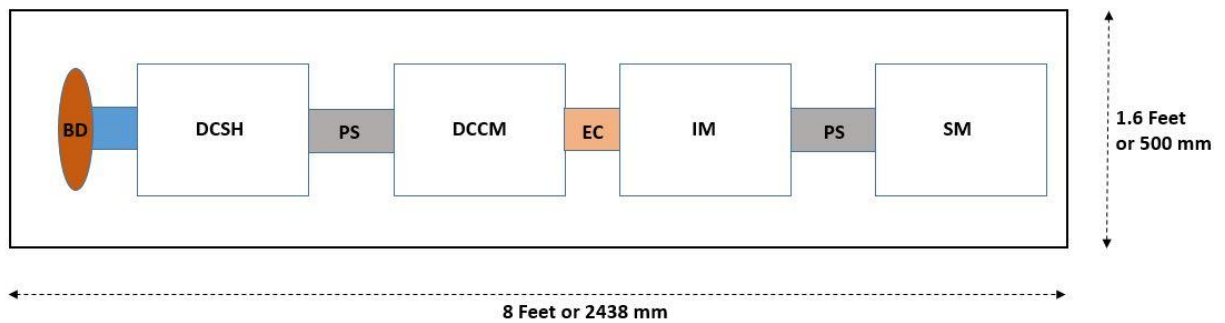 BD
DCSH
PS
DCCM
EC
IM
PS
SM
1.6 Feet
or 500 mm
8 Feet or 2438 mm